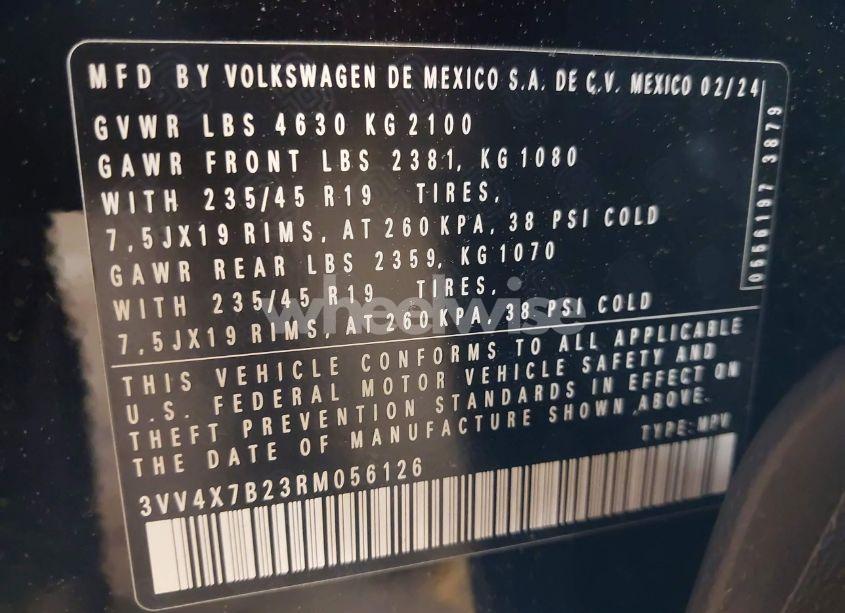 MFD BY VOLKSWAGEN DE MEXICO S.A. DE C.V. MEXICO 02/24
GVWR LBS 4630 KG 2100
GAWR FRONT LBS 2381, KG 1080
WITH 235/45 R19 TIRES,
7,5JX19 RIMS, AT 260 KPA, 38 PSI COLD
GAWR REAR LBS 2359, KG 1070
WITH 235/45 R19 TIRES,
7,5JX19 RIMS, AT 260 KPA, 38 PSI COLD
THIS VEHICLE CONFORMS TO ALL APPLICABLE
U.S. FEDERAL MOTOR VEHICLE SAFETY AND
THEFT PREVENTION STANDARDS IN EFFECT ON
THE DATE OF MANUFACTURE SHOWN ABOVE.
TYPE: MPV
3VV4X7B23RM056126
0556197 3879
wheelwise